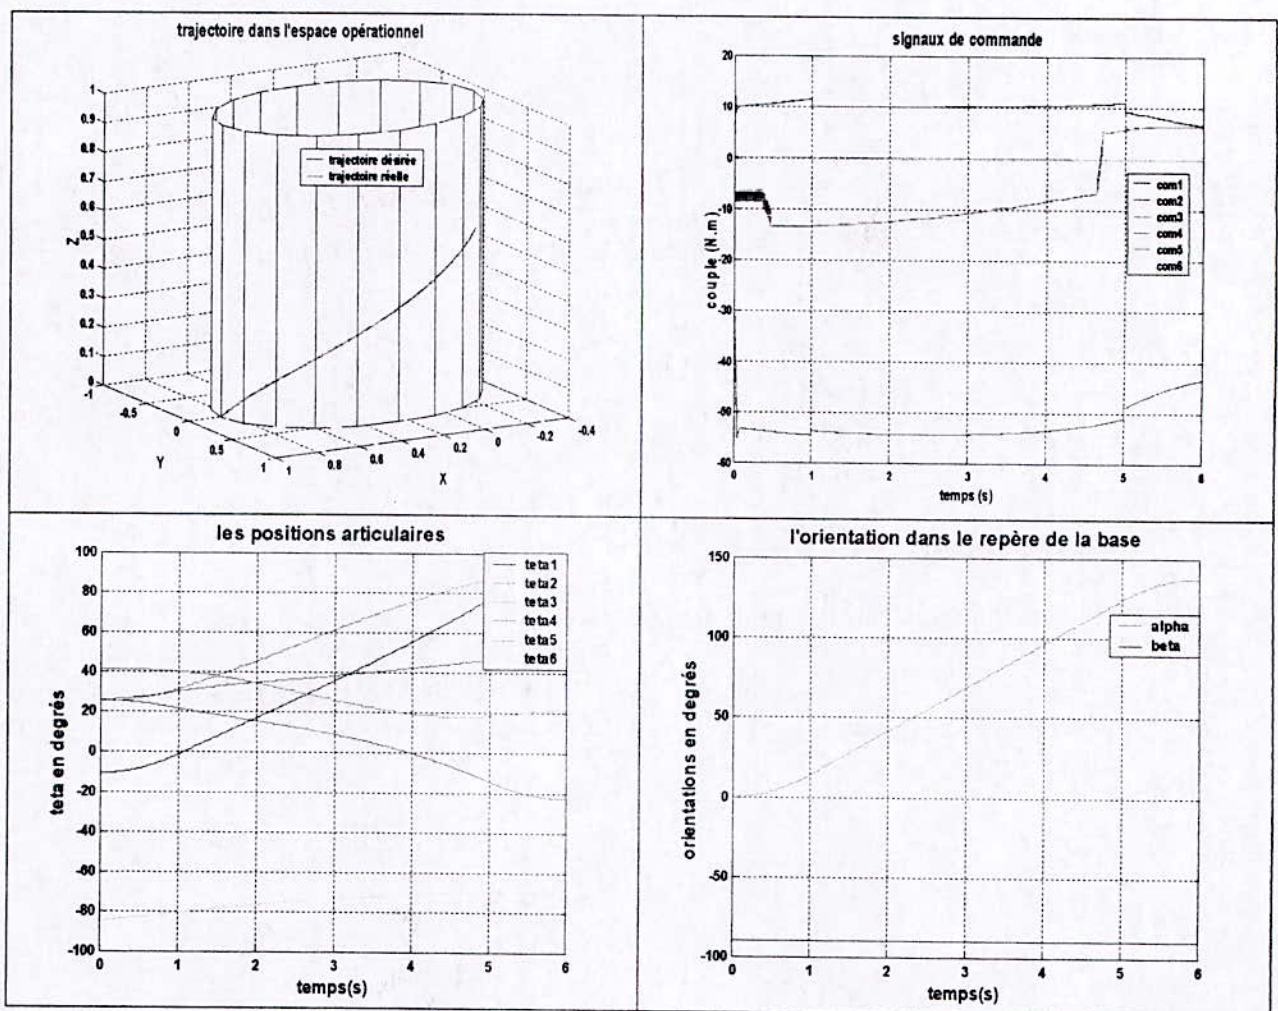 trajectoire dans l'espace opérationnel
1
0.9
0.8
0.7
0.6
0.5
0.4
0.3
0.2
0.1
0
Z
-1
-0.5
0
0.5
1
Y
1
0.8
0.6
0.4
0.2
0
-0.2
-0.4
X
trajectoire désirée
trajectoire réelle
signaux de commande
20
10
0
-10
-20
-30
-40
-50
-60
couple (N.m)
0
1
2
3
4
5
6
temps (s)
com1
com2
com3
com4
com5
com6
les positions articulaires
100
80
60
40
20
0
-20
-40
-60
-80
-100
teta en degrés
0
1
2
3
4
5
6
temps(s)
teta1
teta2
teta3
teta4
teta5
teta6
l'orientation dans le repère de la base
150
100
50
0
-50
-100
orientations en degrés
0
1
2
3
4
5
6
temps(s)
alpha
beta